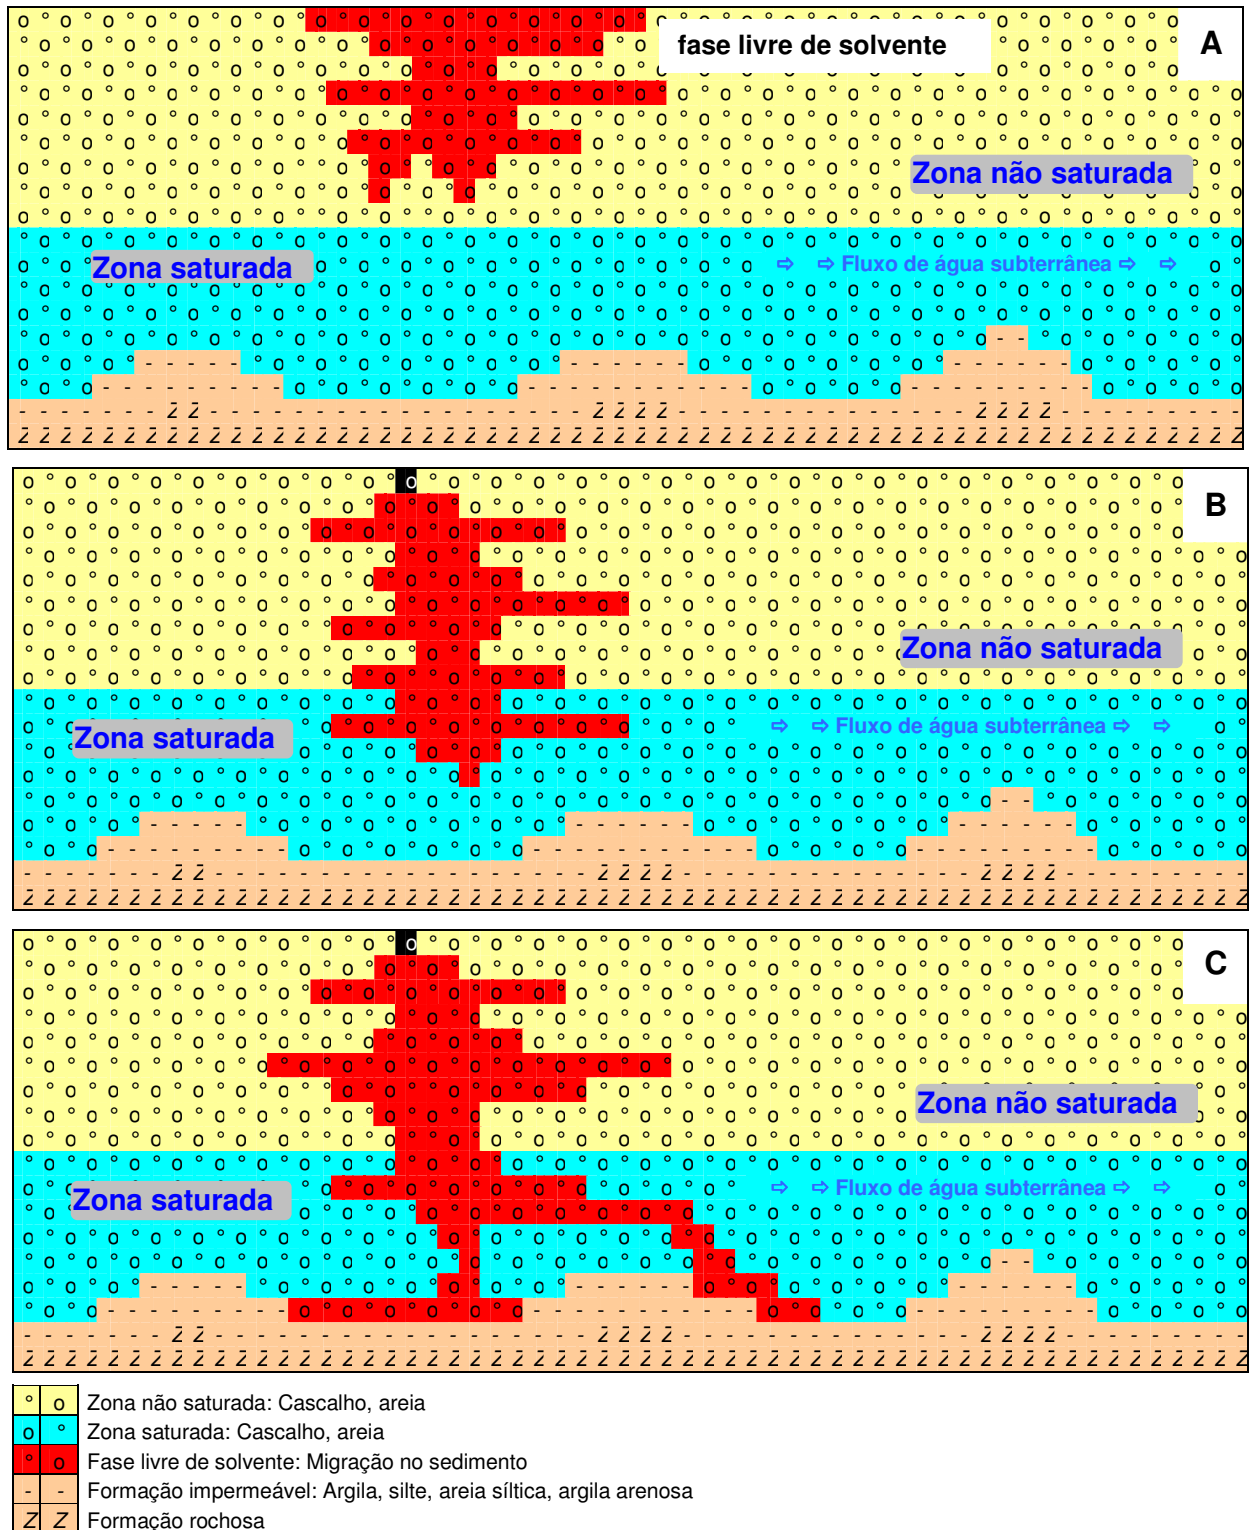 fase livre de solvente
A
Zona não saturada
Zona saturada
⇨ ⇨ Fluxo de água subterrânea ⇨ ⇨
B
Zona não saturada
Zona saturada
⇨ ⇨ Fluxo de água subterrânea ⇨ ⇨
C
Zona não saturada
Zona saturada
⇨ ⇨ Fluxo de água subterrânea ⇨ ⇨
° o Zona não saturada: Cascalho, areia
o ° Zona saturada: Cascalho, areia
° o Fase livre de solvente: Migração no sedimento
- - Formação impermeável: Argila, silte, areia síltica, argila arenosa
Z Z Formação rochosa